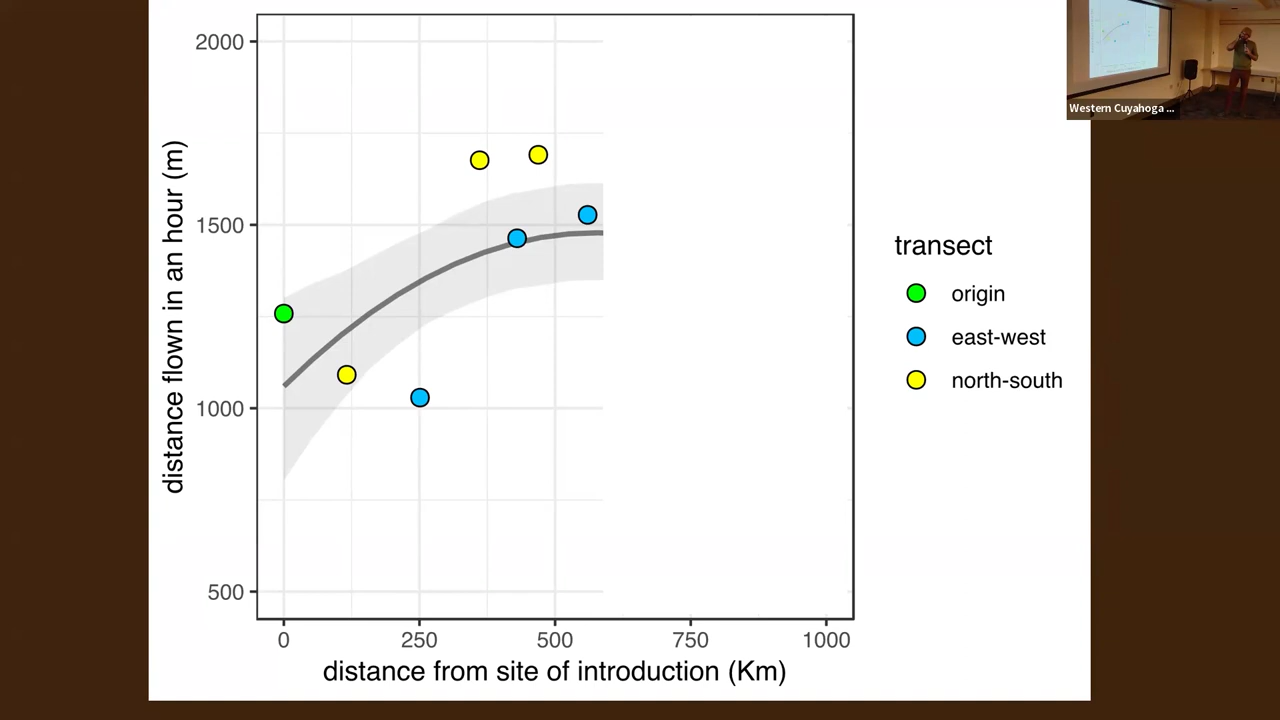 Western Cuyahoga ...
2000
1500
1000
500
distance flown in an hour (m)
0 250 500 750 1000
distance from site of introduction (Km)
transect
origin
east-west
north-south